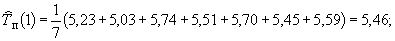 T̂п(1) = 1/7 (5,23 + 5,03 + 5,74 + 5,51 + 5,70 + 5,45 + 5,59) = 5,46;